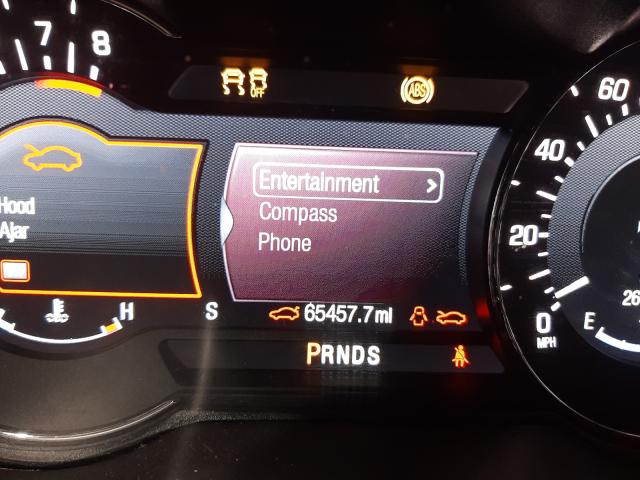 7
8
OFF
ABS
60
40
20
0
MPH
Hood
Ajar
Entertainment >
Compass
Phone
H
S
65457.7mi
E
26
PRNDS